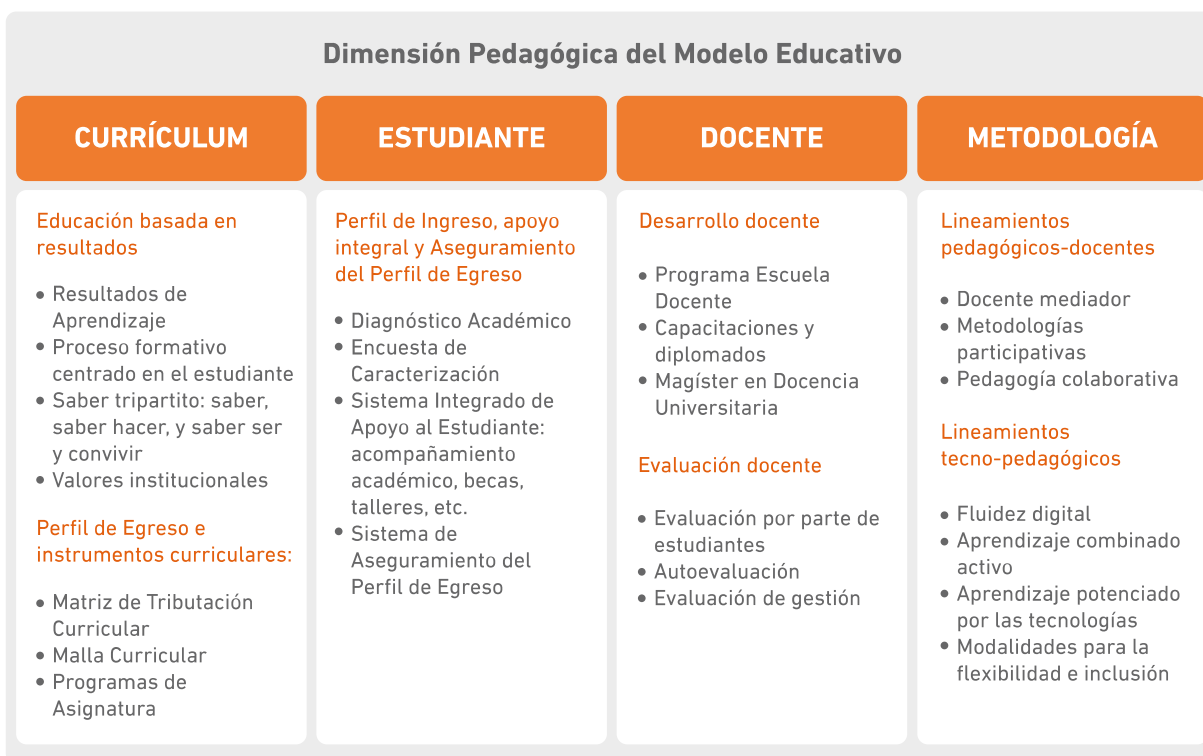 Dimensión Pedagógica del Modelo Educativo
CURRÍCULUM
Educación basada en
resultados
• Resultados de
Aprendizaje
• Proceso formativo
centrado en el estudiante
• Saber tripartito: saber,
saber hacer, y saber ser
y convivir
• Valores institucionales
Perfil de Egreso e
instrumentos curriculares:
• Matriz de Tributación
Curricular
• Malla Curricular
• Programas de
Asignatura
ESTUDIANTE
Perfil de Ingreso, apoyo
integral y Aseguramiento
del Perfil de Egreso
• Diagnóstico Académico
• Encuesta de
Caracterización
• Sistema Integrado de
Apoyo al Estudiante:
acompañamiento
académico, becas,
talleres, etc.
• Sistema de
Aseguramiento del
Perfil de Egreso
DOCENTE
Desarrollo docente
• Programa Escuela
Docente
• Capacitaciones y
diplomados
• Magíster en Docencia
Universitaria
Evaluación docente
• Evaluación por parte de
estudiantes
• Autoevaluación
• Evaluación de gestión
METODOLOGÍA
Lineamientos
pedagógicos-docentes
• Docente mediador
• Metodologías
participativas
• Pedagogía colaborativa
Lineamientos
tecno-pedagógicos
• Fluidez digital
• Aprendizaje combinado
activo
• Aprendizaje potenciado
por las tecnologías
• Modalidades para la
flexibilidad e inclusión